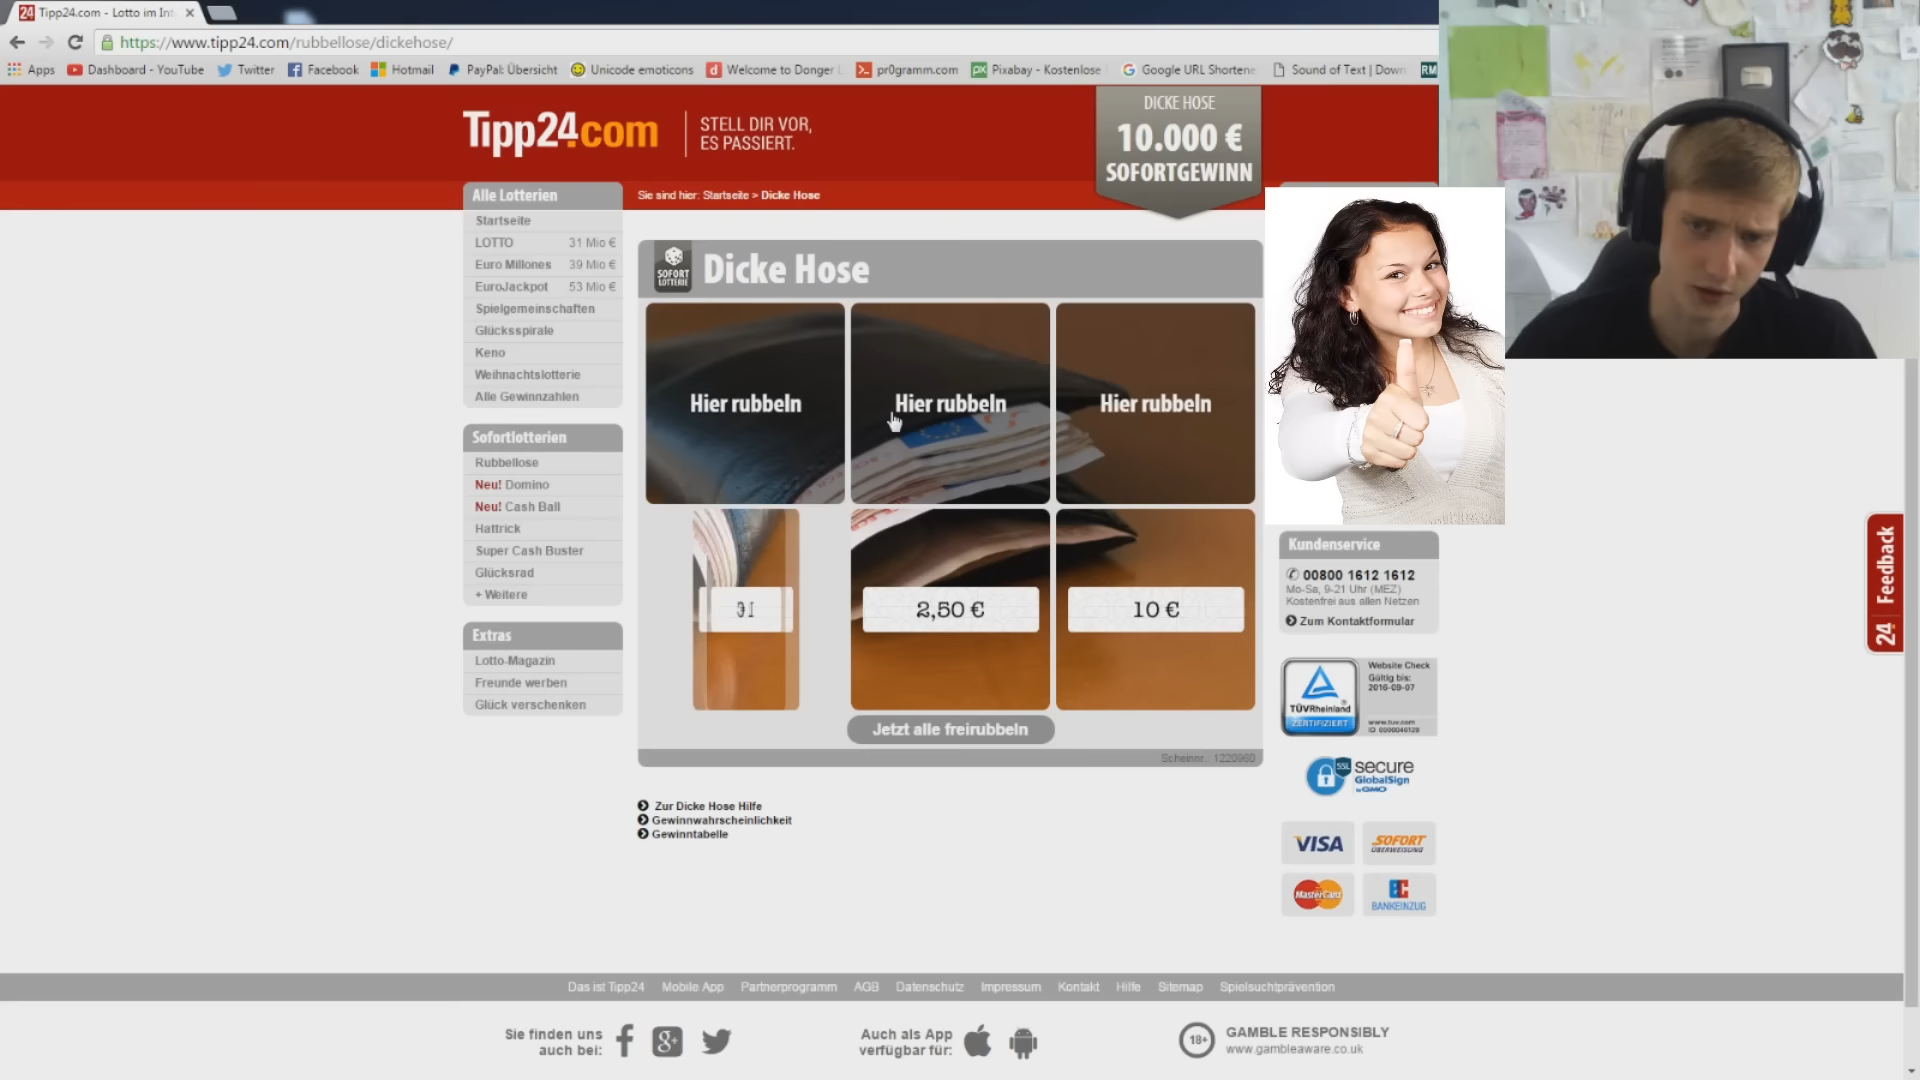 Tipp24.com - Lotto im Int
https://www.tipp24.com/rubbellose/dickehose/
Apps
Dashboard - YouTube
Twitter
Facebook
Hotmail
PayPal: Übersicht
Unicode emoticons
Welcome to Donger L
pr0gramm.com
Pixabay - Kostenlose
Google URL Shortene
Sound of Text | Down
RM
Tipp24.com
STELL DIR VOR,
ES PASSIERT.
DICKE HOSE
10.000 €
SOFORTGEWINN
Sie sind hier: Startseite > Dicke Hose
Alle Lotterien
Startseite
LOTTO 31 Mio €
Euro Millones 39 Mio €
EuroJackpot 53 Mio €
Spielgemeinschaften
Glücksspirale
Keno
Weihnachtslotterie
Alle Gewinnzahlen
Sofortlotterien
Rubbellose
Neu! Domino
Neu! Cash Ball
Hattrick
Super Cash Buster
Glücksrad
+ Weitere
Extras
Lotto-Magazin
Freunde werben
Glück verschenken
SOFORT
LOTTERIE
Dicke Hose
Hier rubbeln
Hier rubbeln
Hier rubbeln
2,50 €
10 €
Jetzt alle freirubbeln
Scheinnr.: 1220960
Zur Dicke Hose Hilfe
Gewinnwahrscheinlichkeit
Gewinntabelle
Kundenservice
00800 1612 1612
Mo-Sa, 9-21 Uhr (MEZ)
Kostenfrei aus allen Netzen
Zum Kontaktformular
TÜVRheinland
ZERTIFIZIERT
Website Check
Gültig bis:
2016-09-07
www.tuv.com
ID 0000046129
SSL
secure
GlobalSign
by GMO
VISA
SOFORT
ÜBERWEISUNG
MasterCard
EC
BANKEINZUG
24 Feedback
Das ist Tipp24
Mobile App
Partnerprogramm
AGB
Datenschutz
Impressum
Kontakt
Hilfe
Sitemap
Spielsuchtprävention
Sie finden uns
auch bei:
Auch als App
verfügbar für:
18+
GAMBLE RESPONSIBLY
www.gambleaware.co.uk